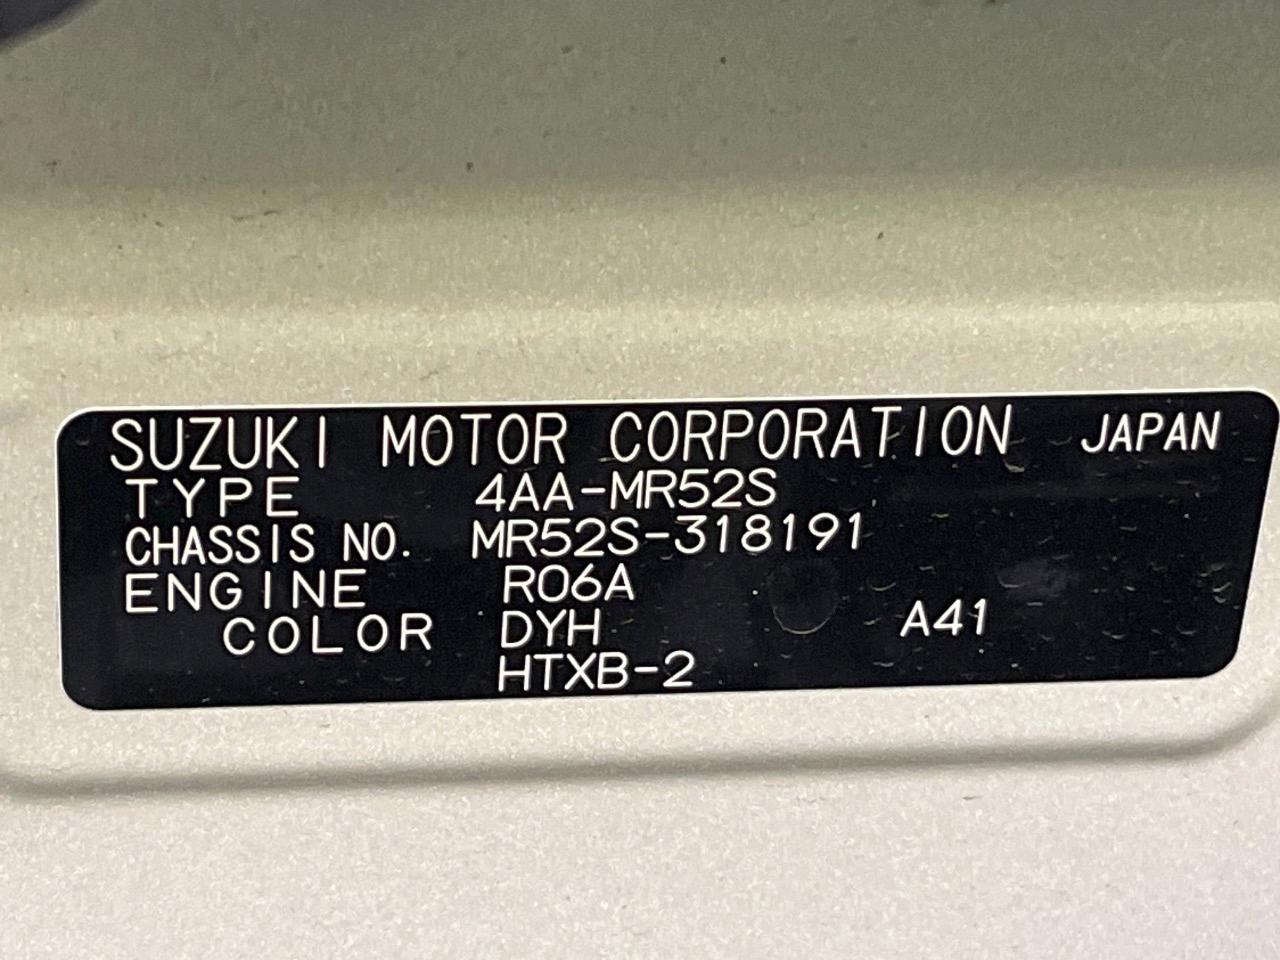 SUZUKI MOTOR CORPORATION JAPAN
TYPE 4AA-MR52S
CHASSIS NO. MR52S-318191
ENGINE R06A
COLOR DYH A41
HTXB-2